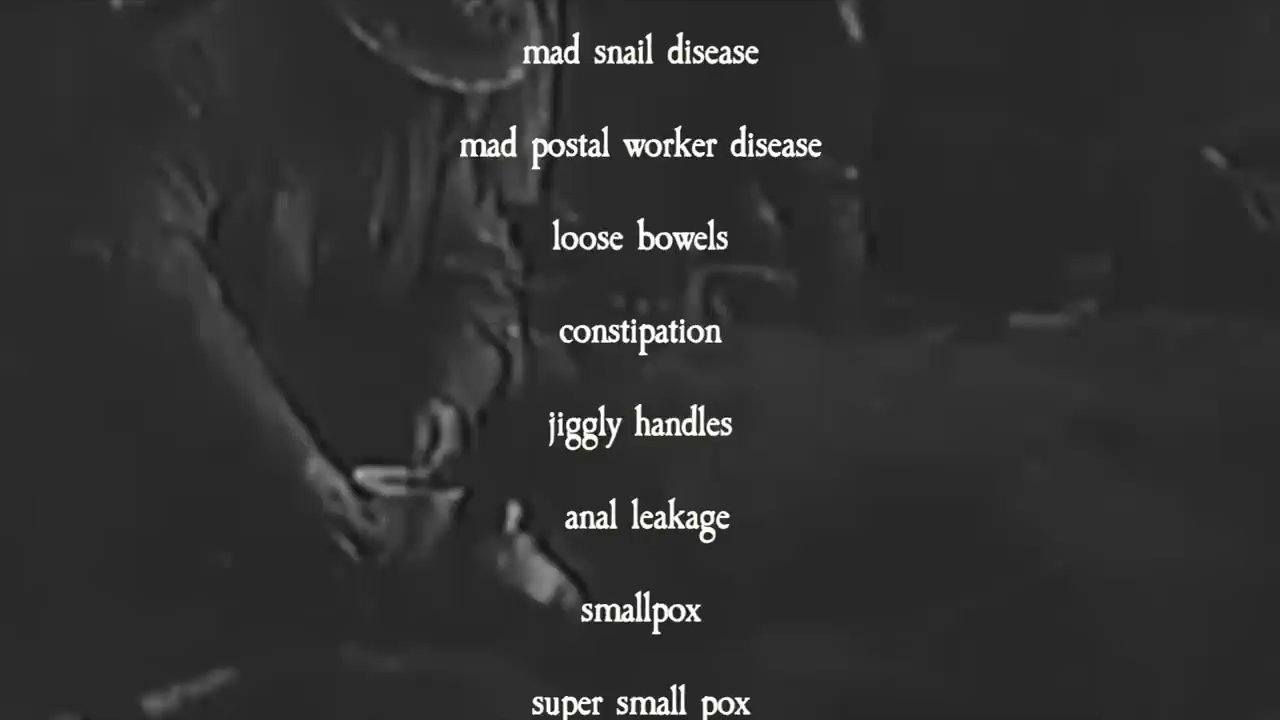 mad snail disease
mad postal worker disease
loose bowels
constipation
jiggly handles
anal leakage
smallpox
super small pox